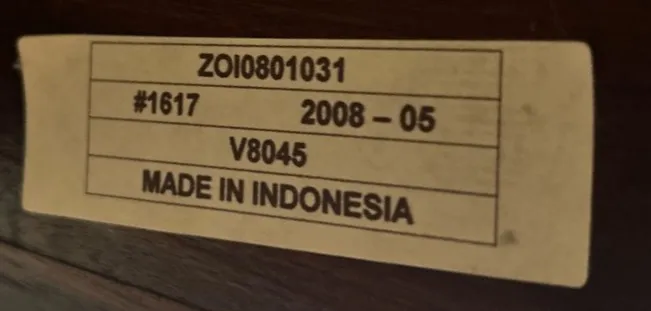 ZOI0801031
#1617 2008 – 05
V8045
MADE IN INDONESIA